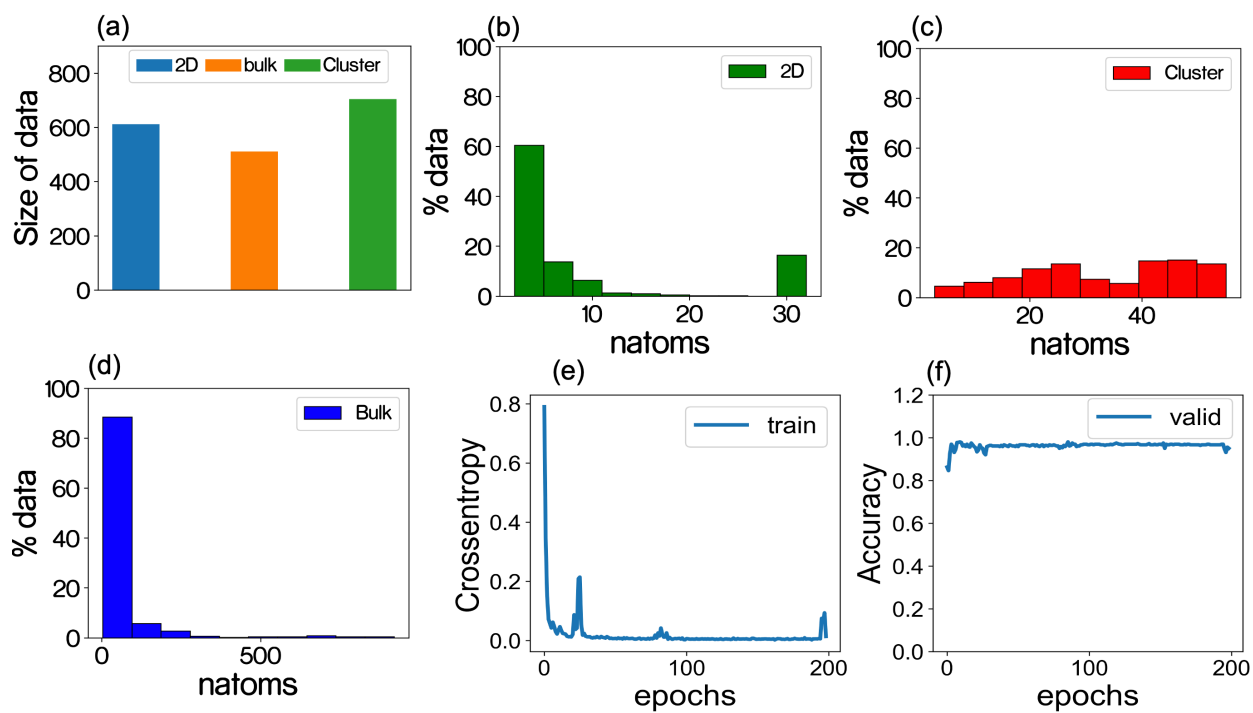 (a)
2D bulk Cluster
Size of data
800
600
400
200
0
(b)
2D
% data
100
80
60
40
20
0
10 20 30
natoms
(c)
Cluster
% data
100
80
60
40
20
0
20 40
natoms
(d)
Bulk
% data
100
80
60
40
20
0
0 500
natoms
(e)
train
Crossentropy
0.8
0.6
0.4
0.2
0.0
0 100 200
epochs
(f)
valid
Accuracy
1.2
1.0
0.8
0.6
0.4
0.2
0.0
0 100 200
epochs